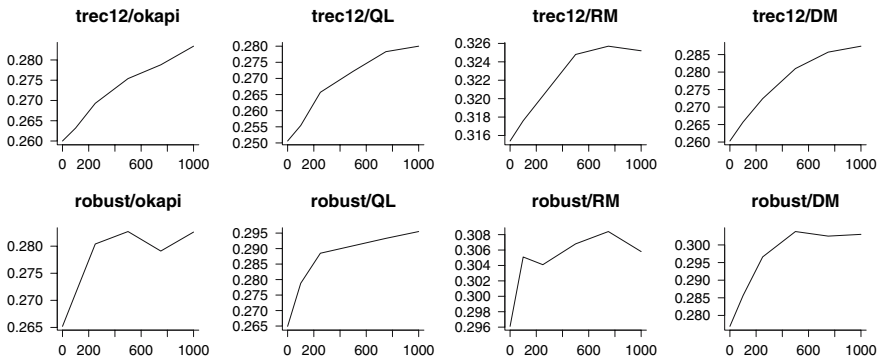 trec12/okapi trec12/QL trec12/RM trec12/DM
0.280 0.280 0.326 0.285
0.275 0.275 0.324 0.280
0.270 0.270 0.322 0.275
0.265 0.265 0.320 0.270
0.260 0.260 0.318 0.265
0.255 0.316 0.260
0.250
0 200 600 1000 0 200 600 1000 0 200 600 1000 0 200 600 1000
robust/okapi robust/QL robust/RM robust/DM
0.280 0.295 0.308 0.300
0.275 0.290 0.306 0.295
0.270 0.285 0.304 0.290
0.265 0.280 0.302 0.285
0.275 0.300 0.280
0.270 0.298
0.265 0.296
0 200 600 1000 0 200 600 1000 0 200 600 1000 0 200 600 1000